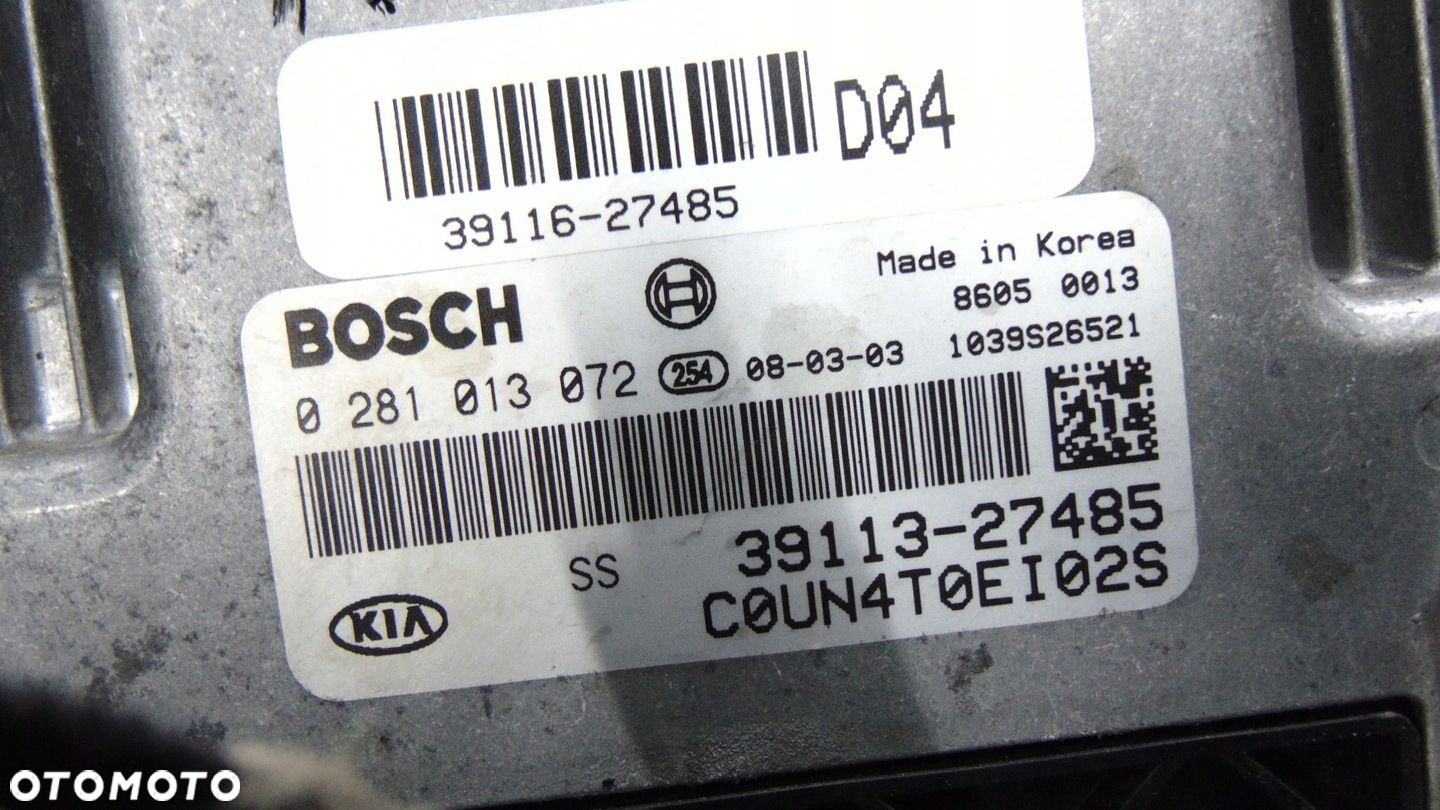 D04
39116-27485
BOSCH
Made in Korea
8605 0013
0 281 013 072 254 08-03-03 1039S26521
39113-27485
SS
C0UN4T0EI02S
KIA
OTOMOTO